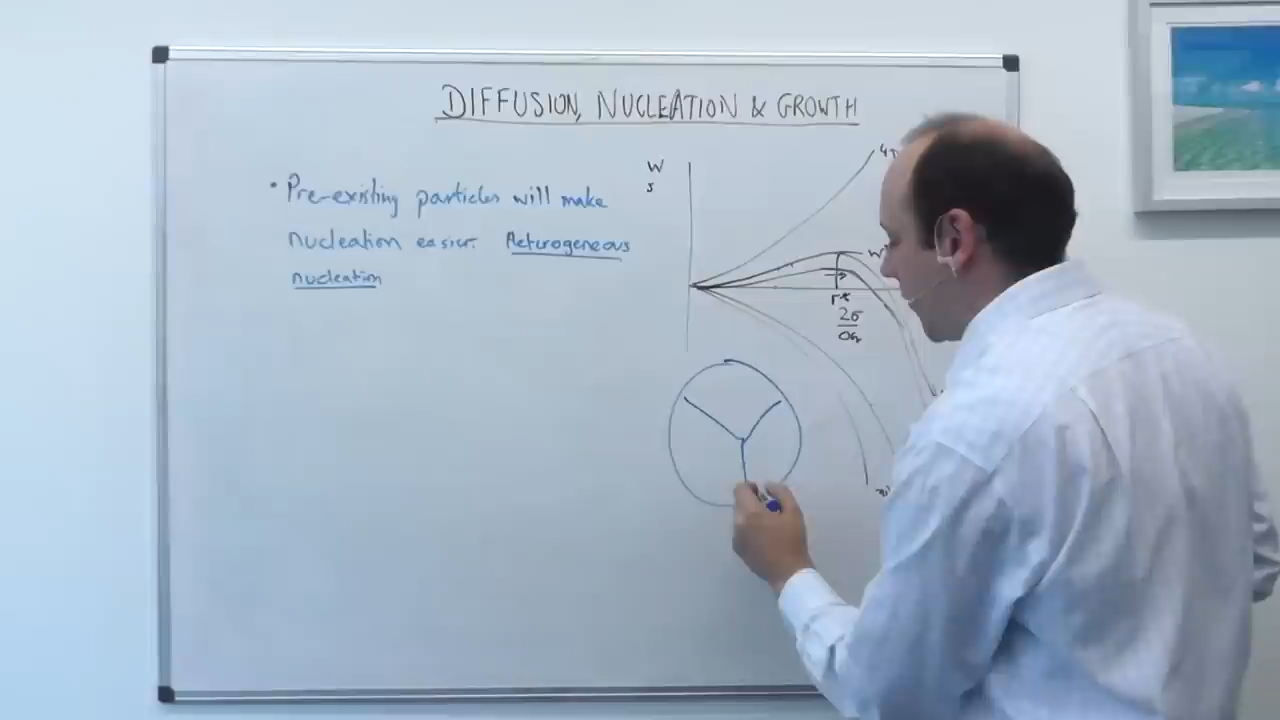 DIFFUSION, NUCLEATION & GROWTH
• Pre-existing particles will make
nucleation easier. Heterogeneous
nucleation
W
s
W
r*
2σ